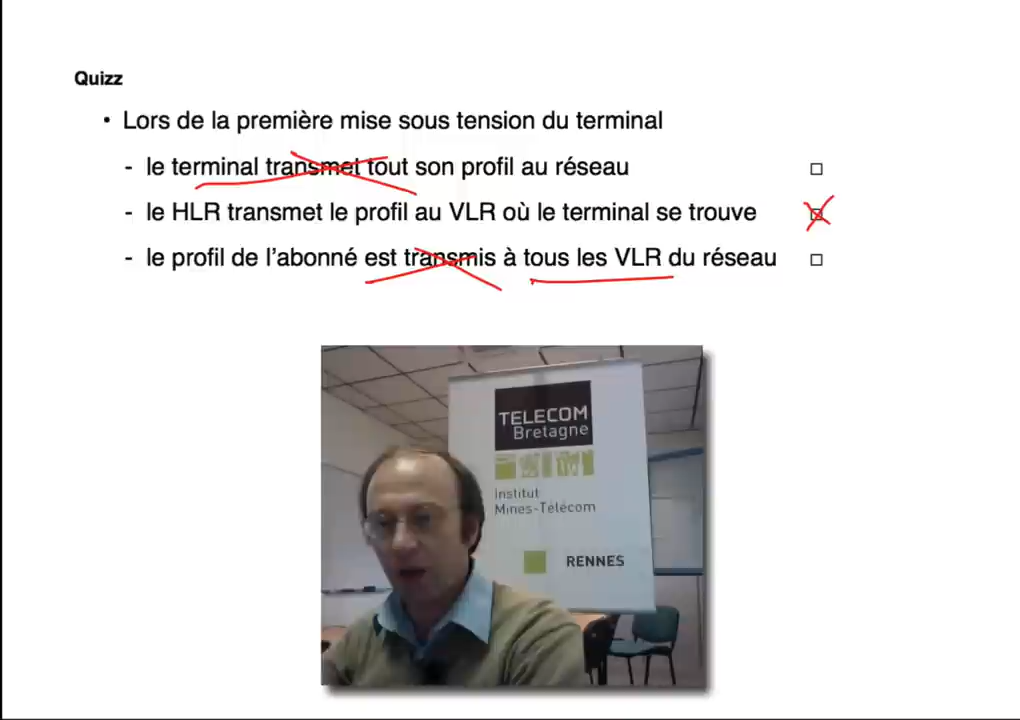 Quizz
• Lors de la première mise sous tension du terminal
- le terminal transmet tout son profil au réseau
- le HLR transmet le profil au VLR où le terminal se trouve
- le profil de l'abonné est transmis à tous les VLR du réseau
TELECOM
Bretagne
Institut
Mines-Télécom
RENNES